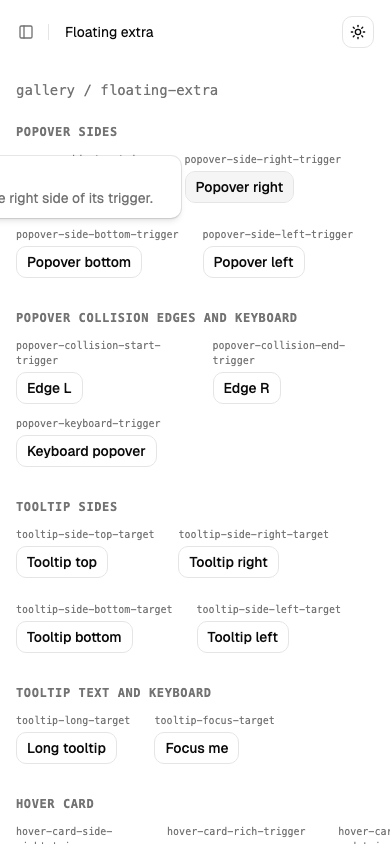 Floating extra
gallery / floating-extra
POPOVER SIDES
popover-side-right-trigger
right side of its trigger.
Popover right
popover-side-bottom-trigger popover-side-left-trigger
Popover bottom Popover left
POPOVER COLLISION EDGES AND KEYBOARD
popover-collision-start- popover-collision-end-
trigger trigger
Edge L Edge R
popover-keyboard-trigger
Keyboard popover
TOOLTIP SIDES
tooltip-side-top-target tooltip-side-right-target
Tooltip top Tooltip right
tooltip-side-bottom-target tooltip-side-left-target
Tooltip bottom Tooltip left
TOOLTIP TEXT AND KEYBOARD
tooltip-long-target tooltip-focus-target
Long tooltip Focus me
HOVER CARD
hover-card-side- hover-card-rich-trigger hover-car